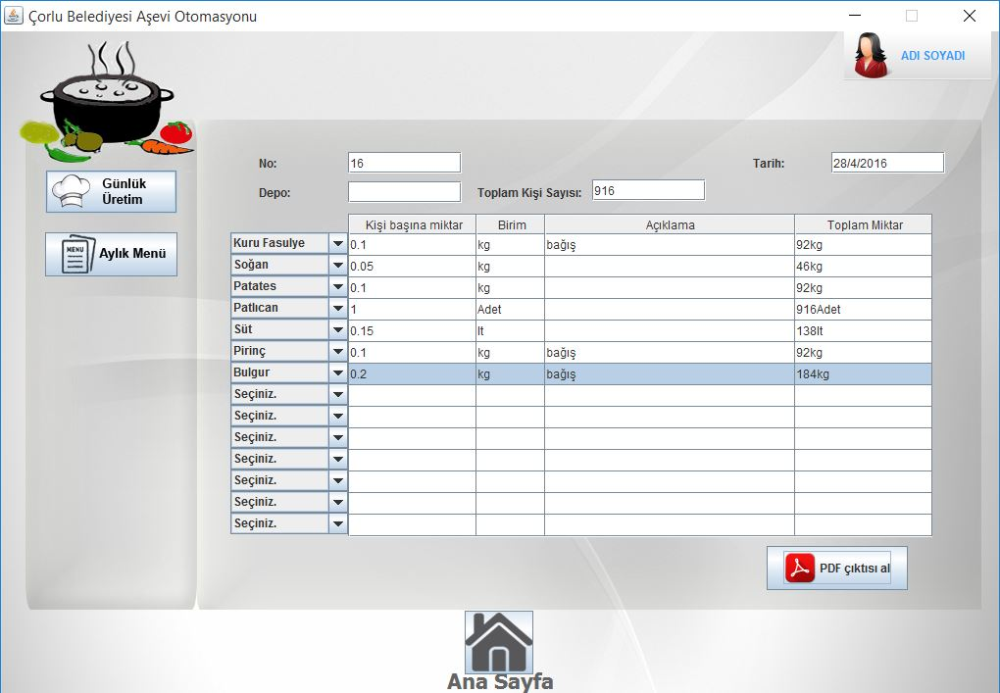 Çorlu Belediyesi Aşevi Otomasyonu
ADI SOYADI
Günlük
Üretim
MENU
Aylık Menü
No: 16 Tarih: 28/4/2016
Depo: Toplam Kişi Sayısı: 916
Kişi başına miktar Birim Açıklama Toplam Miktar
Kuru Fasulye 0.1 kg bağış 92kg
Soğan 0.05 kg 46kg
Patates 0.1 kg 92kg
Patlıcan 1 Adet 916Adet
Süt 0.15 lt 138lt
Pirinç 0.1 kg bağış 92kg
Bulgur 0.2 kg bağış 184kg
Seçiniz.
Seçiniz.
Seçiniz.
Seçiniz.
Seçiniz.
Seçiniz.
Seçiniz.
PDF çıktısı al
Ana Sayfa